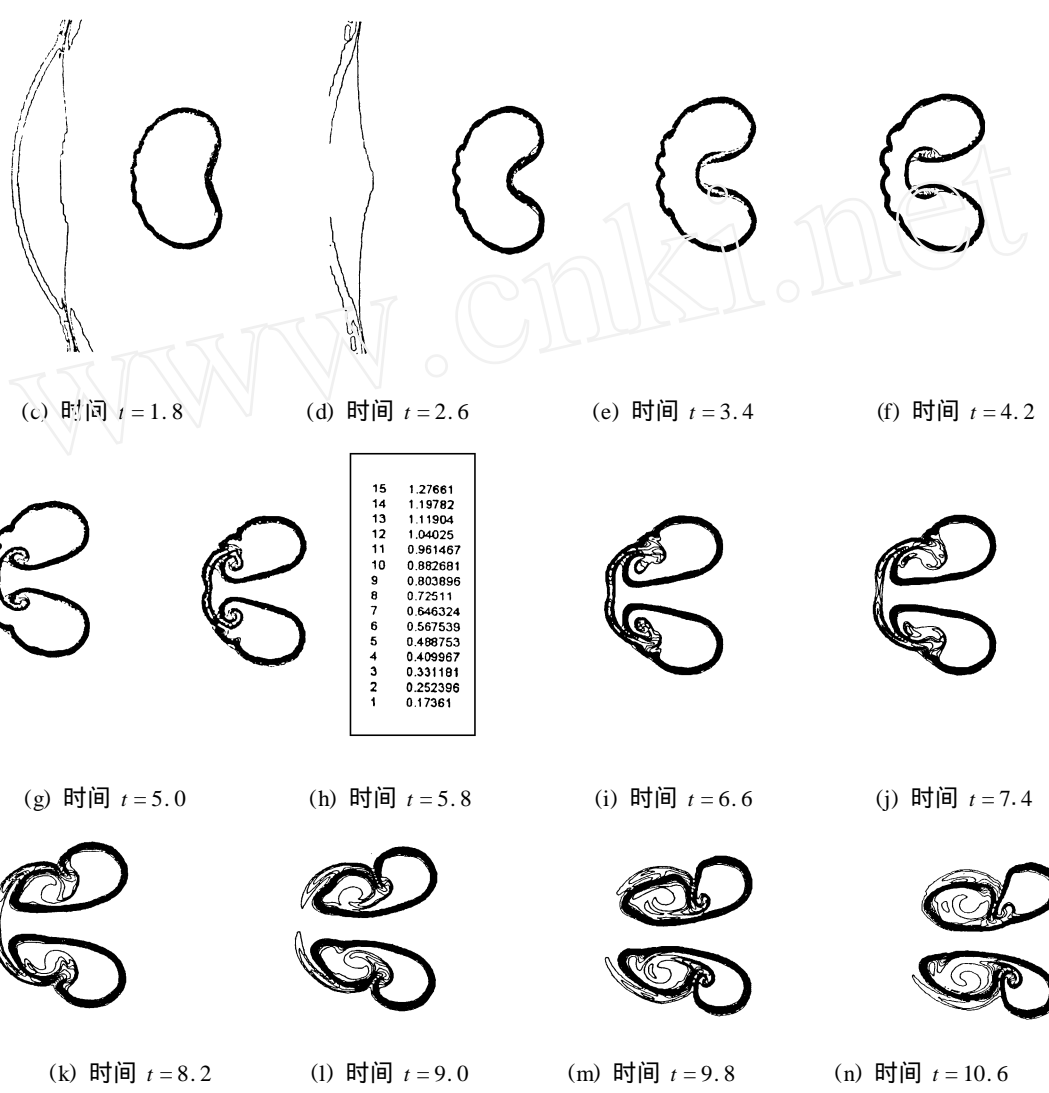 www.cnki.net
(c) 时间 t=1.8
(d) 时间 t=2.6
(e) 时间 t=3.4
(f) 时间 t=4.2
15 1.27661
14 1.19782
13 1.11904
12 1.04025
11 0.961467
10 0.882681
9 0.803896
8 0.72511
7 0.646324
6 0.567539
5 0.488753
4 0.409967
3 0.331181
2 0.252396
1 0.17361
(g) 时间 t=5.0
(h) 时间 t=5.8
(i) 时间 t=6.6
(j) 时间 t=7.4
(k) 时间 t=8.2
(l) 时间 t=9.0
(m) 时间 t=9.8
(n) 时间 t=10.6